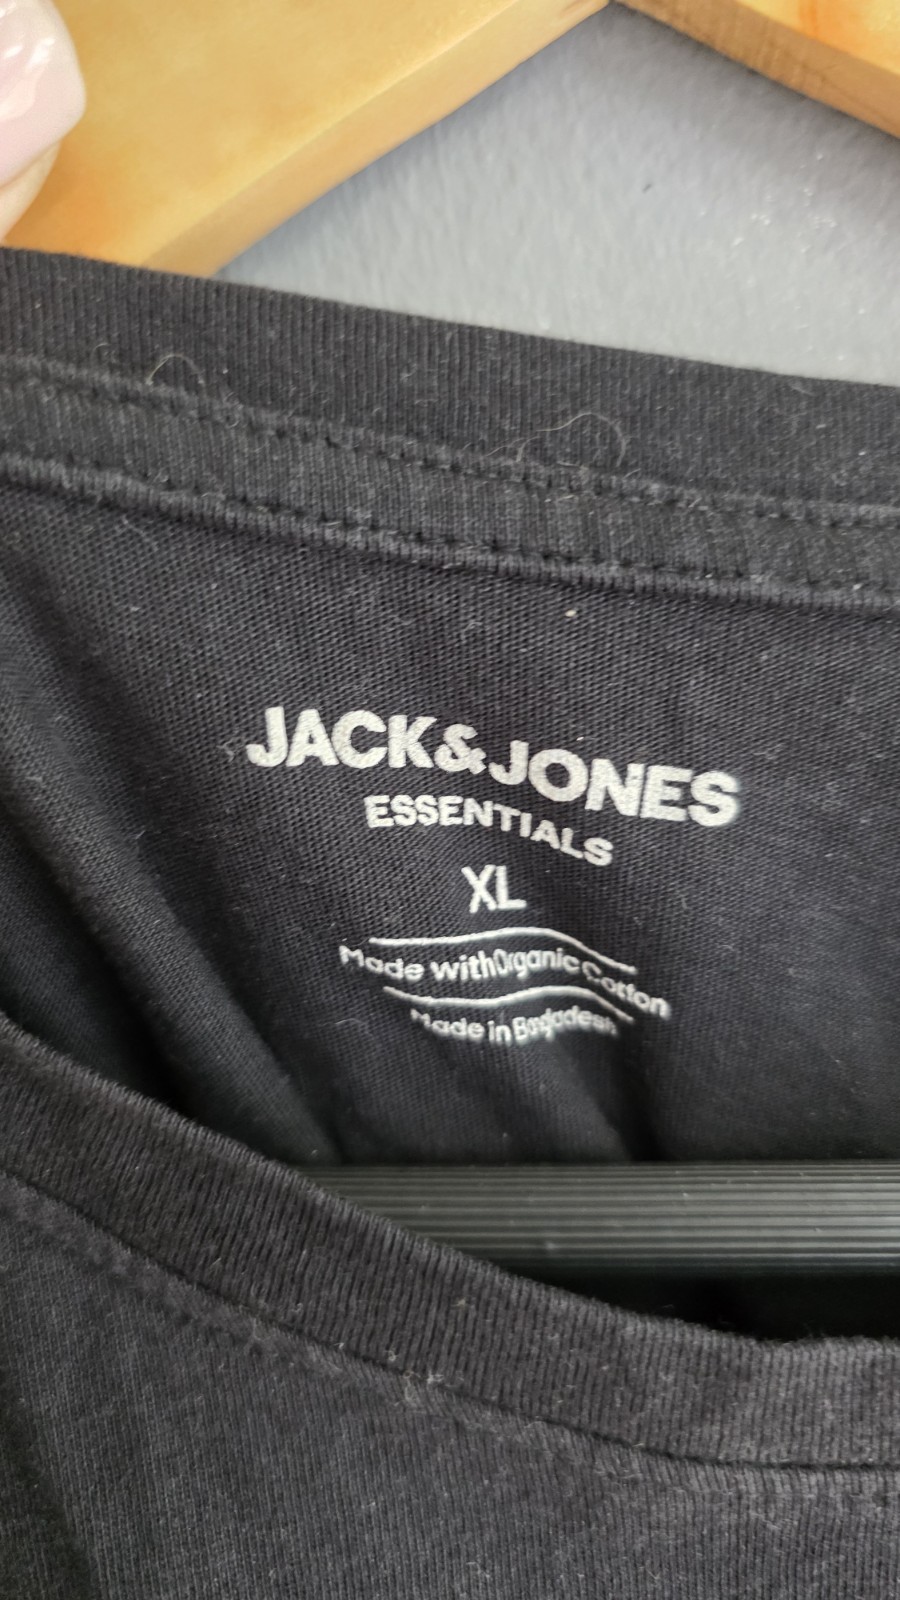 JACK&JONES
ESSENTIALS
XL
Made with Organic Cotton
Made in Bangladesh